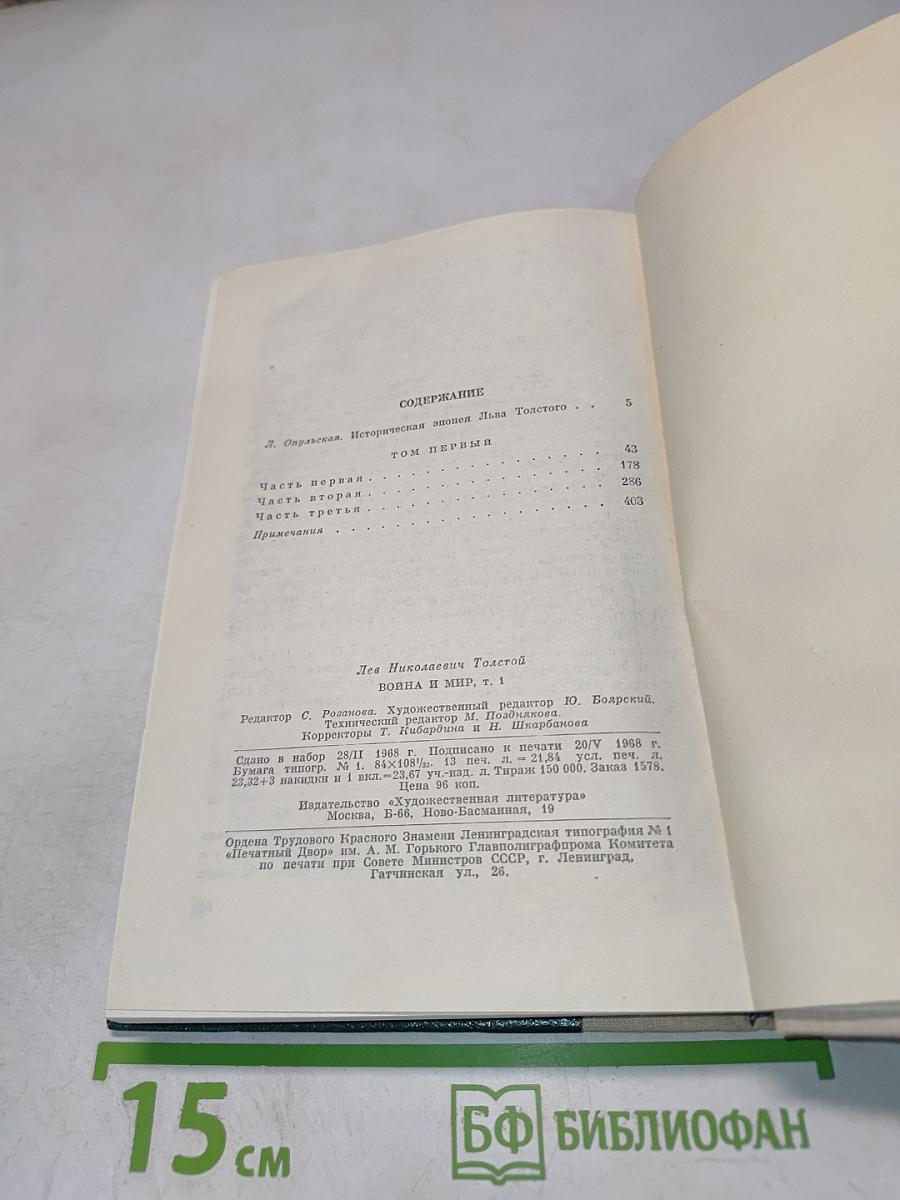 СОДЕРЖАНИЕ
Л. Опульская. Историческая эпопея Льва Толстого . . 5
ТОМ ПЕРВЫЙ
Часть первая . . . . . . . . . . . . . . . . 43
Часть вторая . . . . . . . . . . . . . . . . 178
Часть третья . . . . . . . . . . . . . . . . 286
Примечания . . . . . . . . . . . . . . . . . 403
Лев Николаевич Толстой
ВОЙНА И МИР, т. 1
Редактор С. Розанова. Художественный редактор Ю. Боярский.
Технический редактор М. Позднякова.
Корректоры Т. Кибардина и Н. Шкарбанова
Сдано в набор 28/II 1968 г. Подписано к печати 20/V 1968 г.
Бумага типогр. № 1. 84×108¹/₃₂. 13 печ. л. = 21,84 усл. печ. л.
23,32+3 накидки и 1 вкл.=23,67 уч.-изд. л. Тираж 150 000. Заказ 1578.
Цена 96 коп.
Издательство «Художественная литература»
Москва, Б-66, Ново-Басманная, 19
Ордена Трудового Красного Знамени Ленинградская типография № 1
«Печатный Двор» им. А. М. Горького Главполиграфпрома Комитета
по печати при Совете Министров СССР, г. Ленинград,
Гатчинская ул., 26.
15 см
БФ БИБЛИОФАН